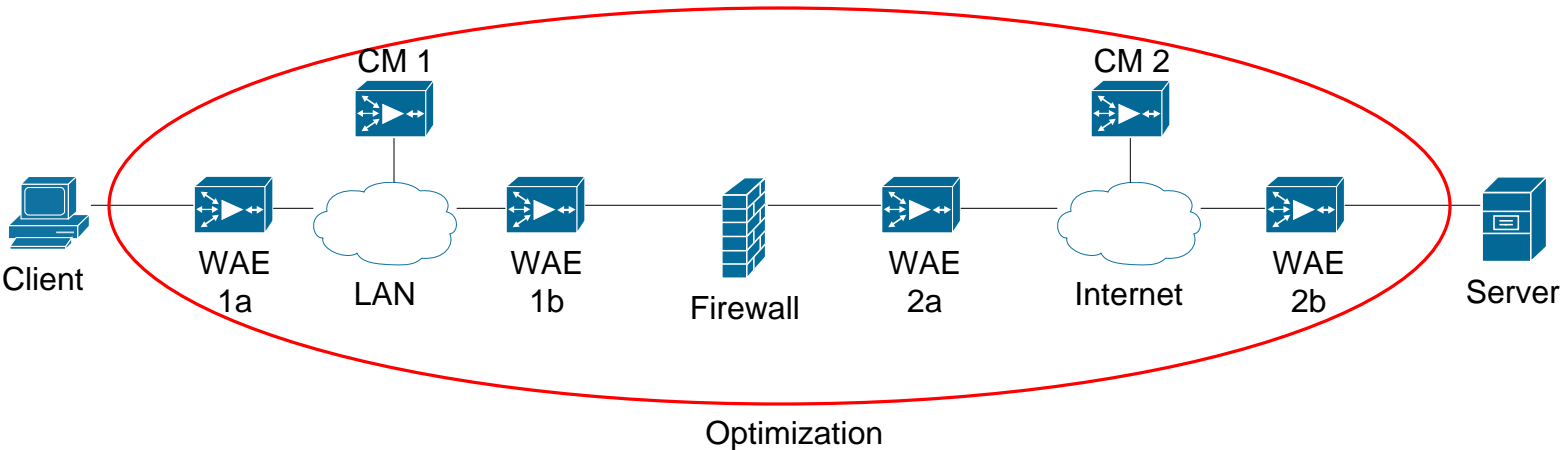 CM 1
CM 2
Client
WAE
1a
LAN
WAE
1b
Firewall
WAE
2a
Internet
WAE
2b
Server
Optimization